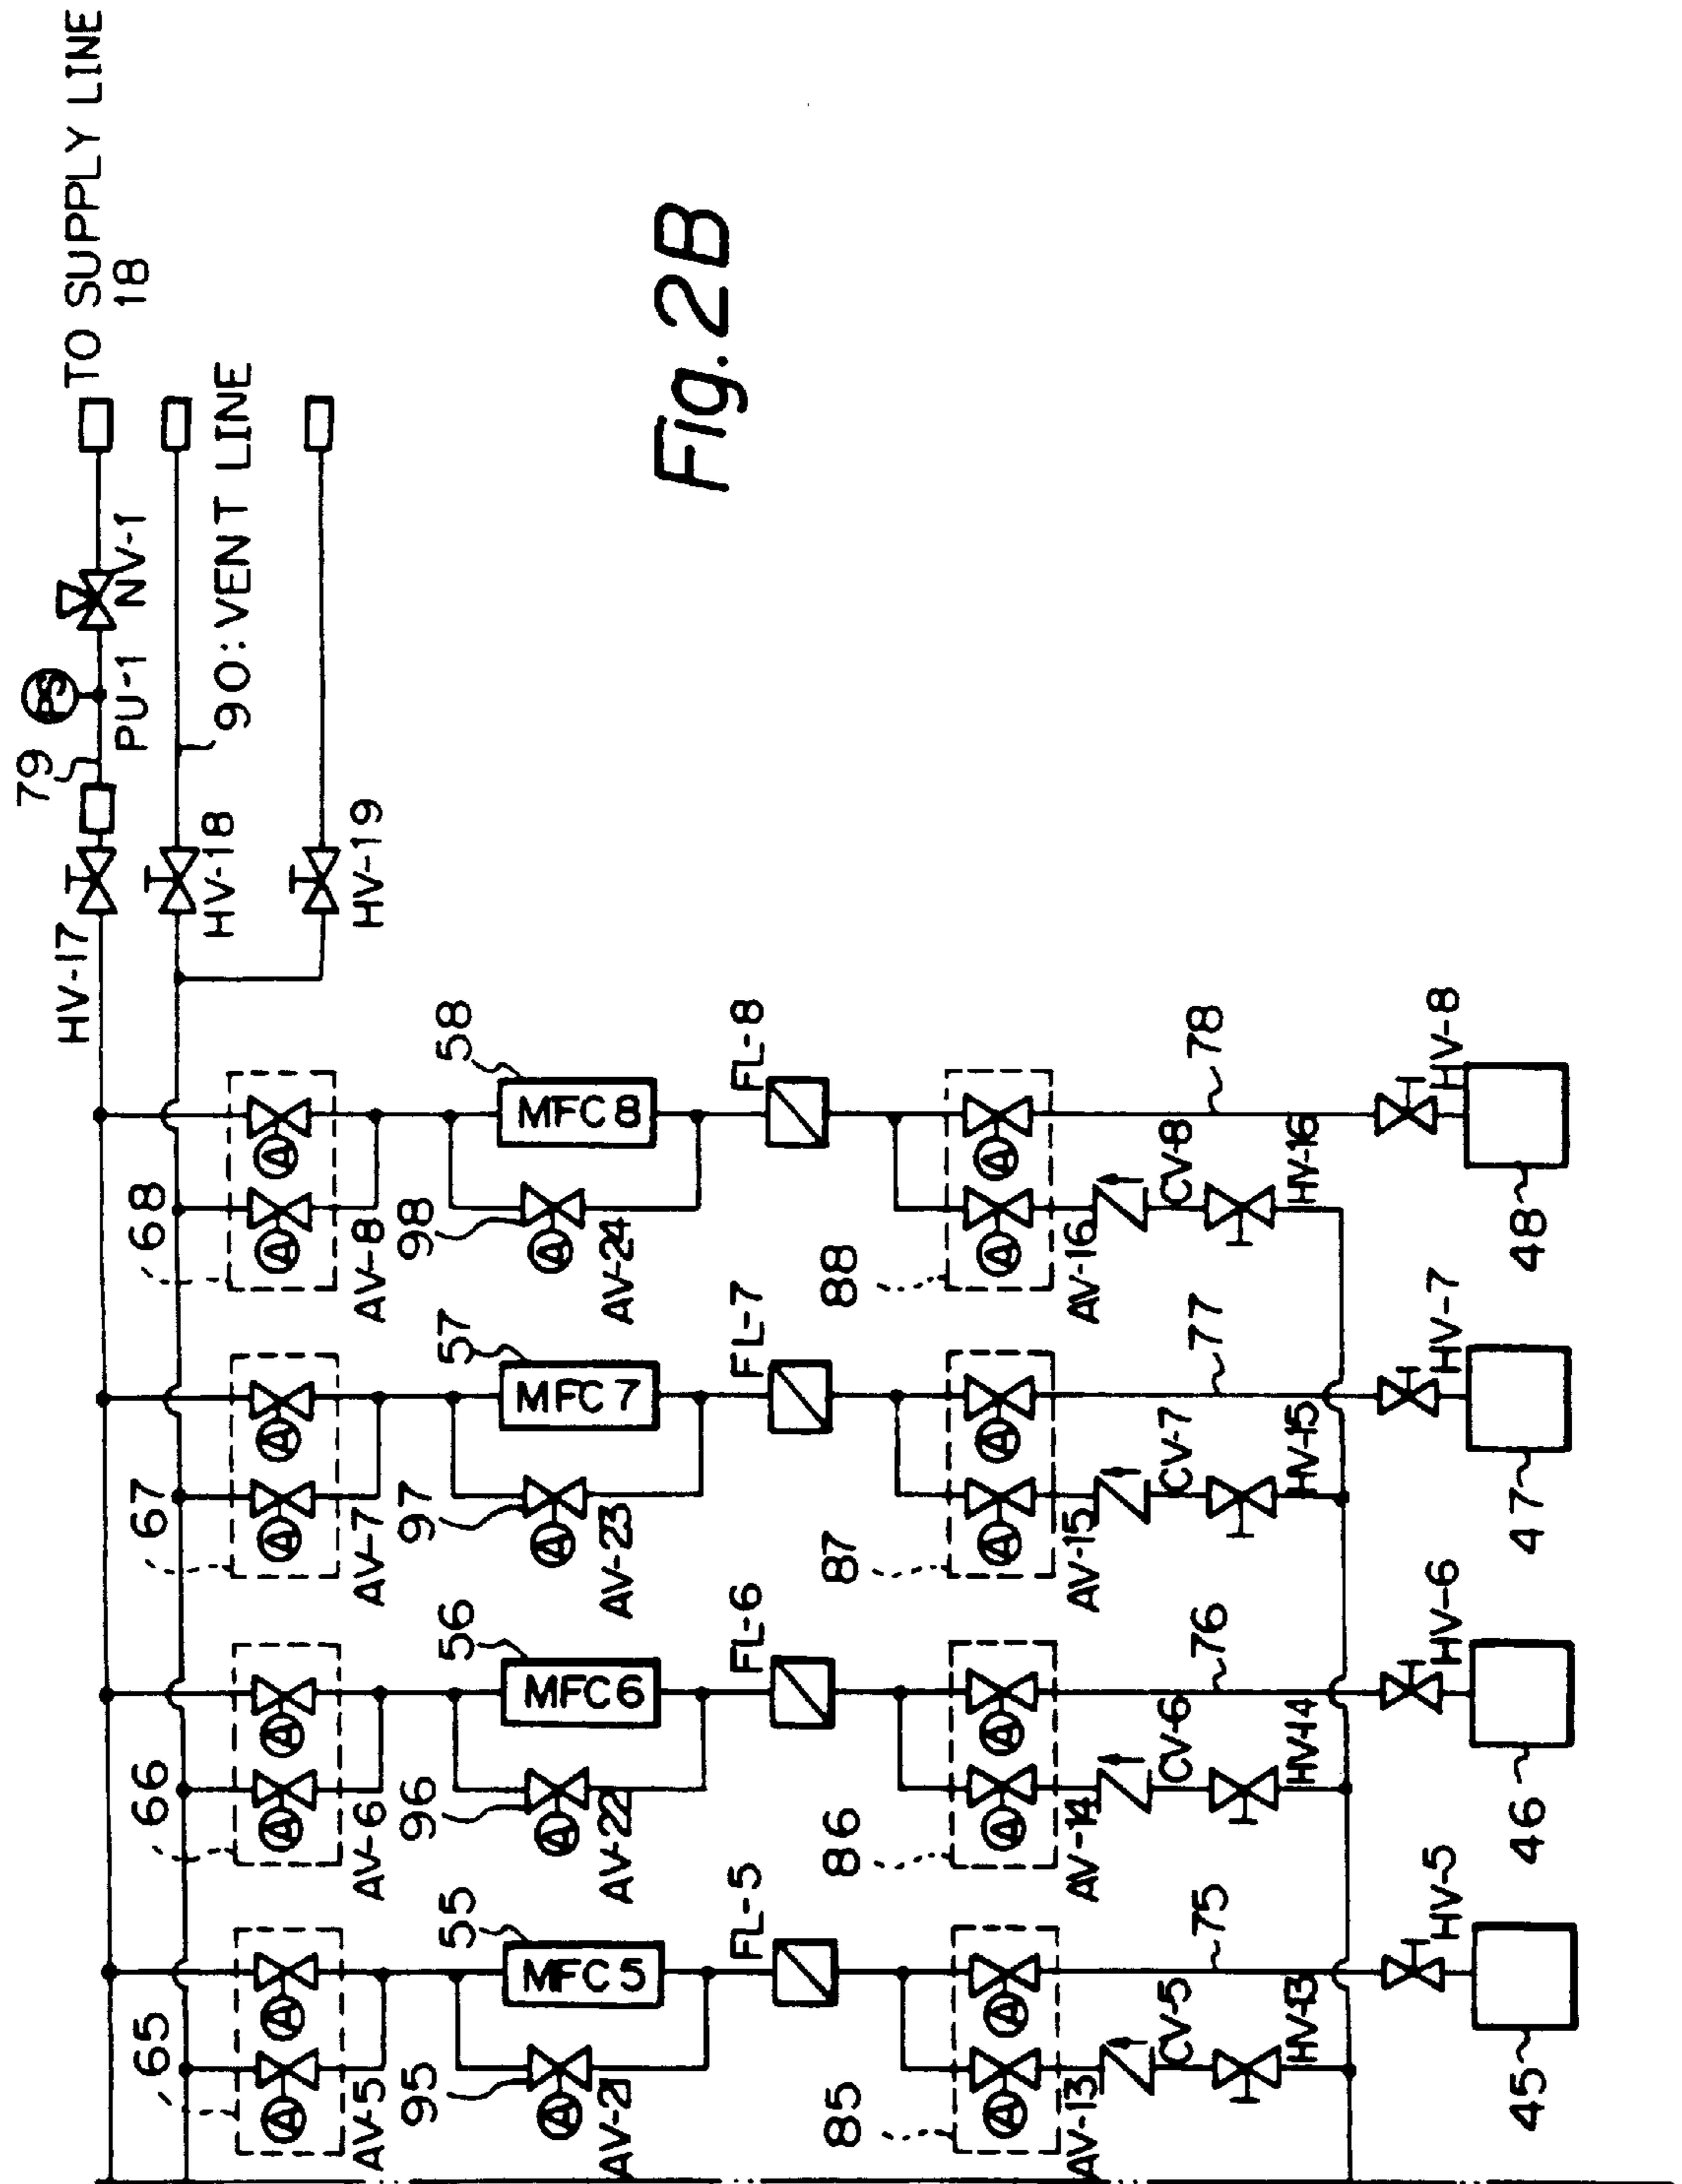 Fig. 2B
TO SUPPLY LINE
18
79
PS
PU-1
NV-1
HV-17
HV-18
90: VENT LINE
HV-19
65
66
67
68
A
A
A
A
A
A
A
A
AV-5
AV-6
AV-7
AV-8
55
56
57
58
MFC 5
MFC 6
MFC 7
MFC 8
95
96
97
98
A
A
A
A
AV-21
AV-22
AV-23
AV-24
FL-5
FL-6
FL-7
FL-8
85
86
87
88
A
A
A
A
A
A
A
A
AV-13
AV-14
AV-15
AV-16
CV-5
CV-6
CV-7
CV-8
75
76
77
78
HV-13
HV-14
HV-15
HV-16
HV-5
HV-6
HV-7
HV-8
45
46
47
48